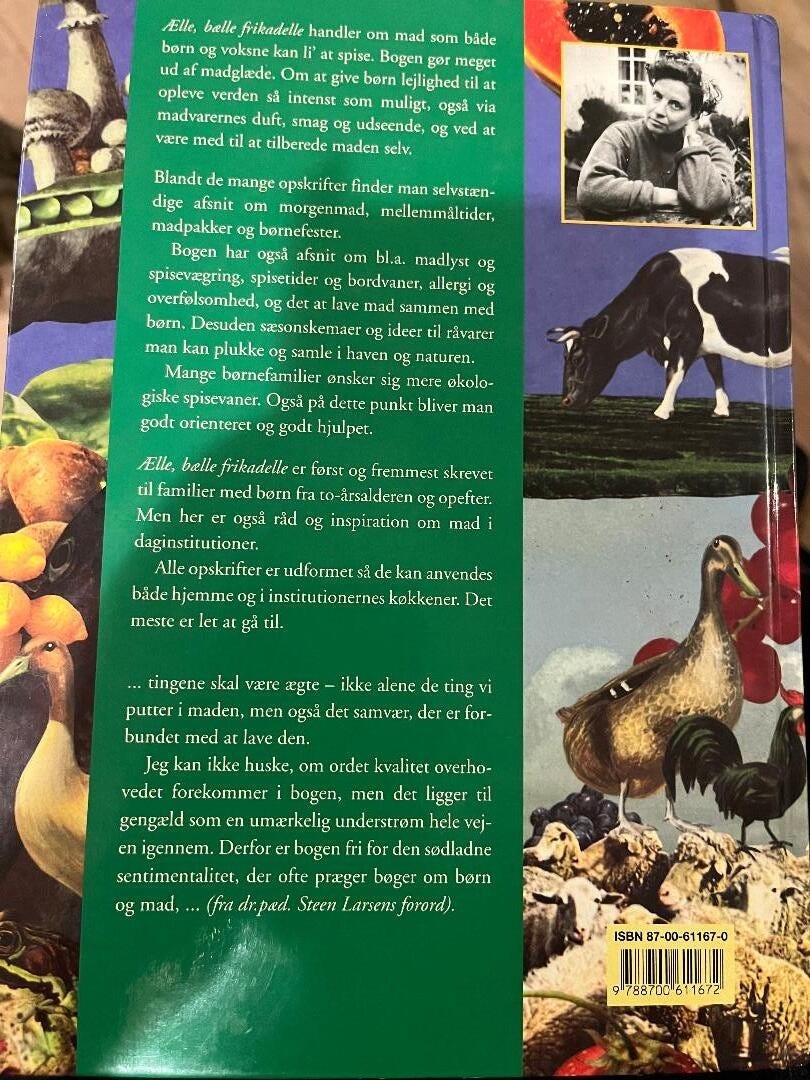 Ælle, bælle frikadelle handler om mad som både
børn og voksne kan li' at spise. Bogen gør meget
ud af madglæde. Om at give børn lejlighed til at
opleve verden så intenst som muligt, også via
madvarernes duft, smag og udseende, og ved at
være med til at tilberede maden selv.
Blandt de mange opskrifter finder man selvstæn-
dige afsnit om morgenmad, mellemmåltider,
madpakker og børnefester.
Bogen har også afsnit om bl.a. madlyst og
spisevægring, spisetider og bordvaner, allergi og
overfølsomhed, og det at lave mad sammen med
børn. Desuden sæsonskemaer og ideer til råvarer
man kan plukke og samle i haven og naturen.
Mange børnefamilier ønsker sig mere økolo-
giske spisevaner. Også på dette punkt bliver man
godt orienteret og godt hjulpet.
Ælle, bælle frikadelle er først og fremmest skrevet
til familier med børn fra to-årsalderen og opefter.
Men her er også råd og inspiration om mad i
daginstitutioner.
Alle opskrifter er udformet så de kan anvendes
både hjemme og i institutionernes køkkener. Det
meste er let at gå til.
... tingene skal være ægte – ikke alene de ting vi
putter i maden, men også det samvær, der er for-
bundet med at lave den.
Jeg kan ikke huske, om ordet kvalitet overho-
vedet forekommer i bogen, men det ligger til
gengæld som en umærkelig understrøm hele vej-
en igennem. Derfor er bogen fri for den sødladne
sentimentalitet, der ofte præger bøger om børn
og mad, ... (fra dr.pæd. Steen Larsens forord).
ISBN 87-00-61167-0
9 788700 611672